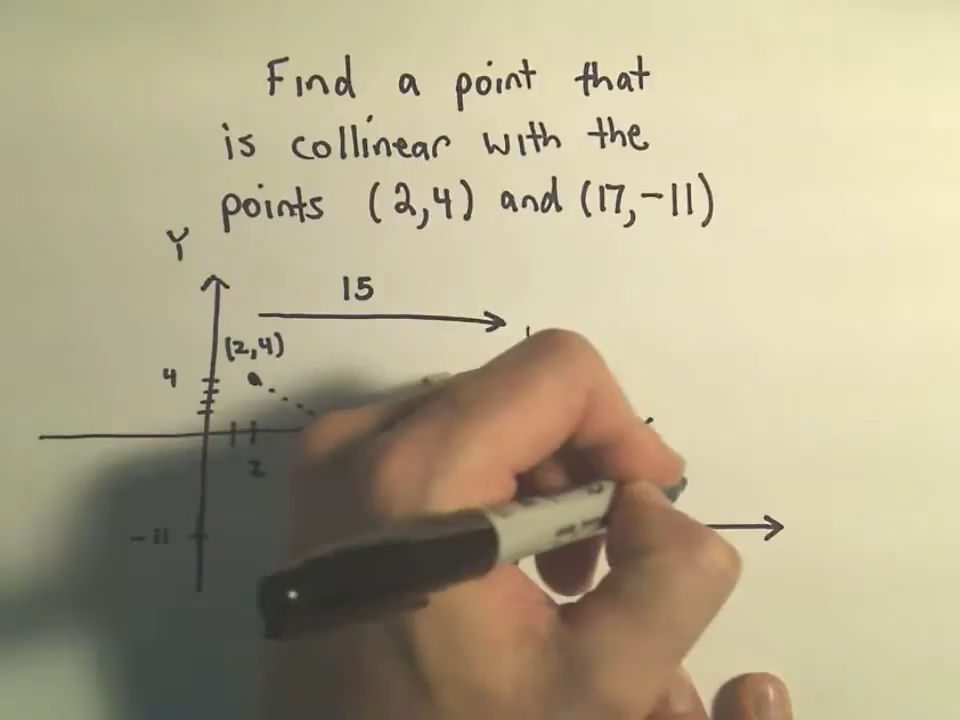 Find a point that
is collinear with the
points (2,4) and (17,-11)
Y
15
(2,4)
4
2
-11